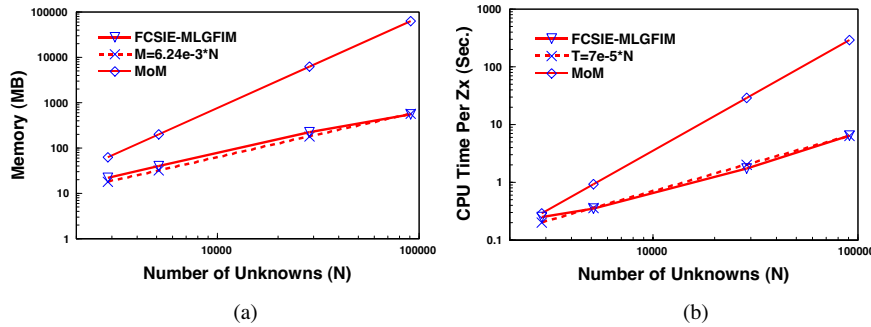 100000
10000
1000
100
10
1
Memory (MB)
FCSIE-MLGFIM
M=6.24e-3*N
MoM
10000
100000
Number of Unknowns (N)
(a)
1000
100
10
1
0.1
CPU Time Per Zx (Sec.)
FCSIE-MLGFIM
T=7e-5*N
MoM
10000
100000
Number of Unknowns (N)
(b)